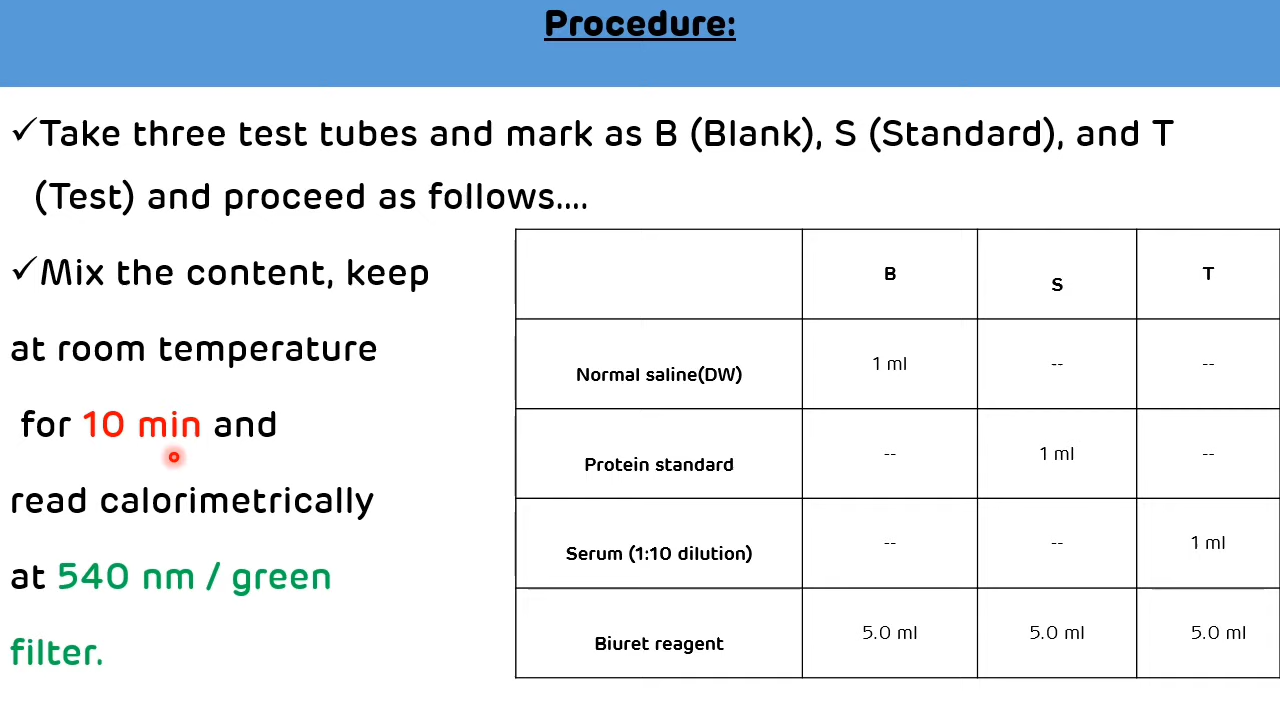 Procedure:
✓Take three test tubes and mark as B (Blank), S (Standard), and T
(Test) and proceed as follows....
✓Mix the content, keep
at room temperature
for 10 min and
read calorimetrically
at 540 nm / green
filter.
B S T
Normal saline(DW) 1 ml -- --
Protein standard -- 1 ml --
Serum (1:10 dilution) -- -- 1 ml
Biuret reagent 5.0 ml 5.0 ml 5.0 ml